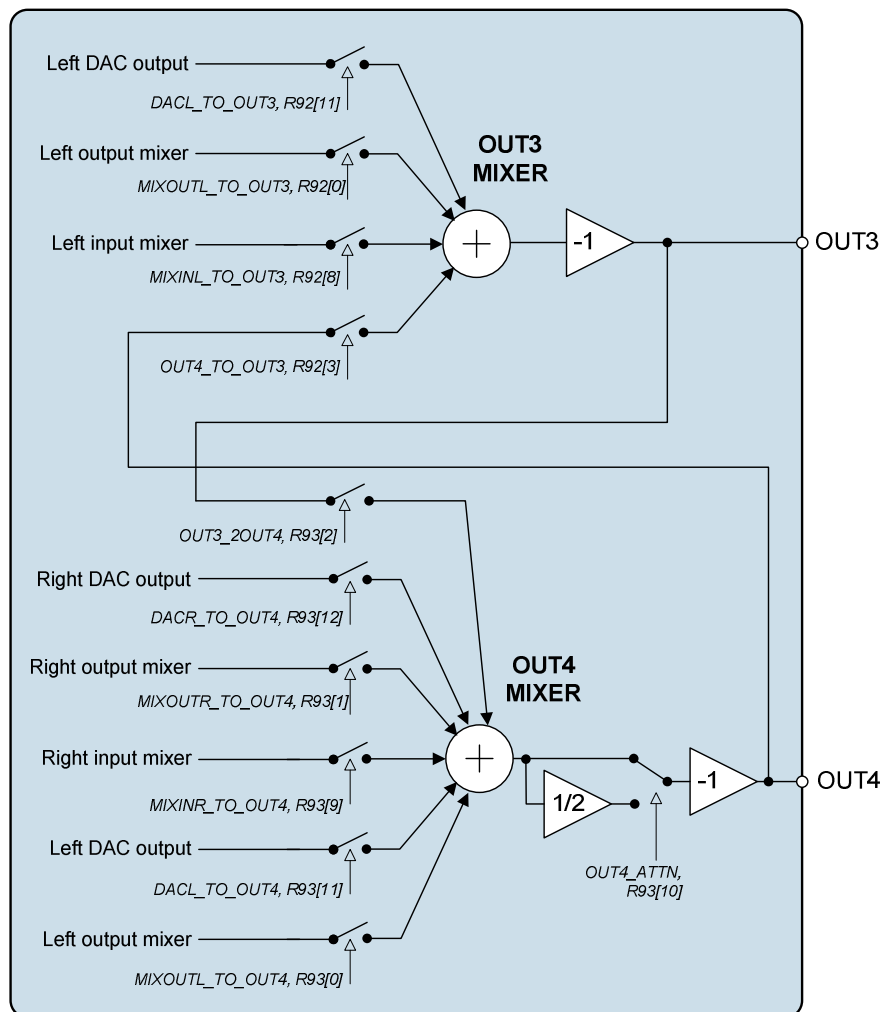 Left DAC output
DACL_TO_OUT3, R92[11]
OUT3
MIXER
Left output mixer
MIXOUTL_TO_OUT3, R92[0]
+
-1
OUT3
Left input mixer
MIXINL_TO_OUT3, R92[8]
OUT4_TO_OUT3, R92[3]
OUT3_2OUT4, R93[2]
Right DAC output
DACR_TO_OUT4, R93[12]
OUT4
MIXER
Right output mixer
MIXOUTR_TO_OUT4, R93[1]
+
Right input mixer
MIXINR_TO_OUT4, R93[9]
1/2
-1
OUT4
Left DAC output
DACL_TO_OUT4, R93[11]
OUT4_ATTN,
R93[10]
Left output mixer
MIXOUTL_TO_OUT4, R93[0]